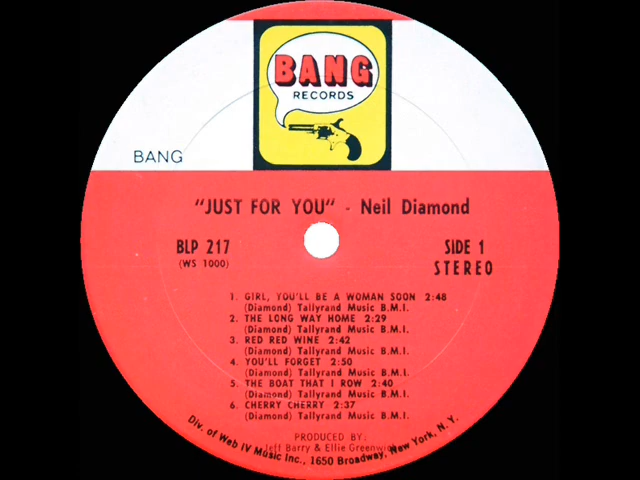 BANG
RECORDS
BANG
"JUST FOR YOU" - Neil Diamond
BLP 217
(WS 1000)
SIDE 1
STEREO
1. GIRL, YOU'LL BE A WOMAN SOON 2:48
(Diamond) Tallyrand Music B.M.I.
2. THE LONG WAY HOME 2:29
(Diamond) Tallyrand Music B.M.I.
3. RED RED WINE 2:42
(Diamond) Tallyrand Music B.M.I.
4. YOU'LL FORGET 2:50
(Diamond) Tallyrand Music B.M.I.
5. THE BOAT THAT I ROW 2:40
(Diamond) Tallyrand Music B.M.I.
6. CHERRY CHERRY 2:37
(Diamond) Tallyrand Music B.M.I.
PRODUCED BY:
Jeff Barry & Ellie Greenwich
Div. of Web IV Music Inc., 1650 Broadway, New York, N. Y.